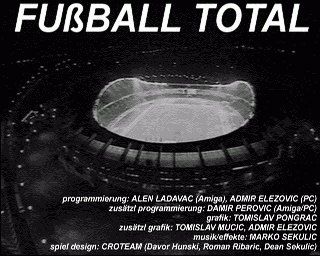 FUßBALL TOTAL
programmierung: ALEN LADAVAC (Amiga), ADMIR ELEZOVIC (PC)
zusätzl programmierung: DAMIR PEROVIC (Amiga/PC)
grafik: TOMISLAV PONGRAC
zusätzl grafik: TOMISLAV MUCIC, ADMIR ELEZOVIC
musik/effekte: MARKO SEKULIC
spiel design: CROTEAM (Davor Hunski, Roman Ribaric, Dean Sekulic)